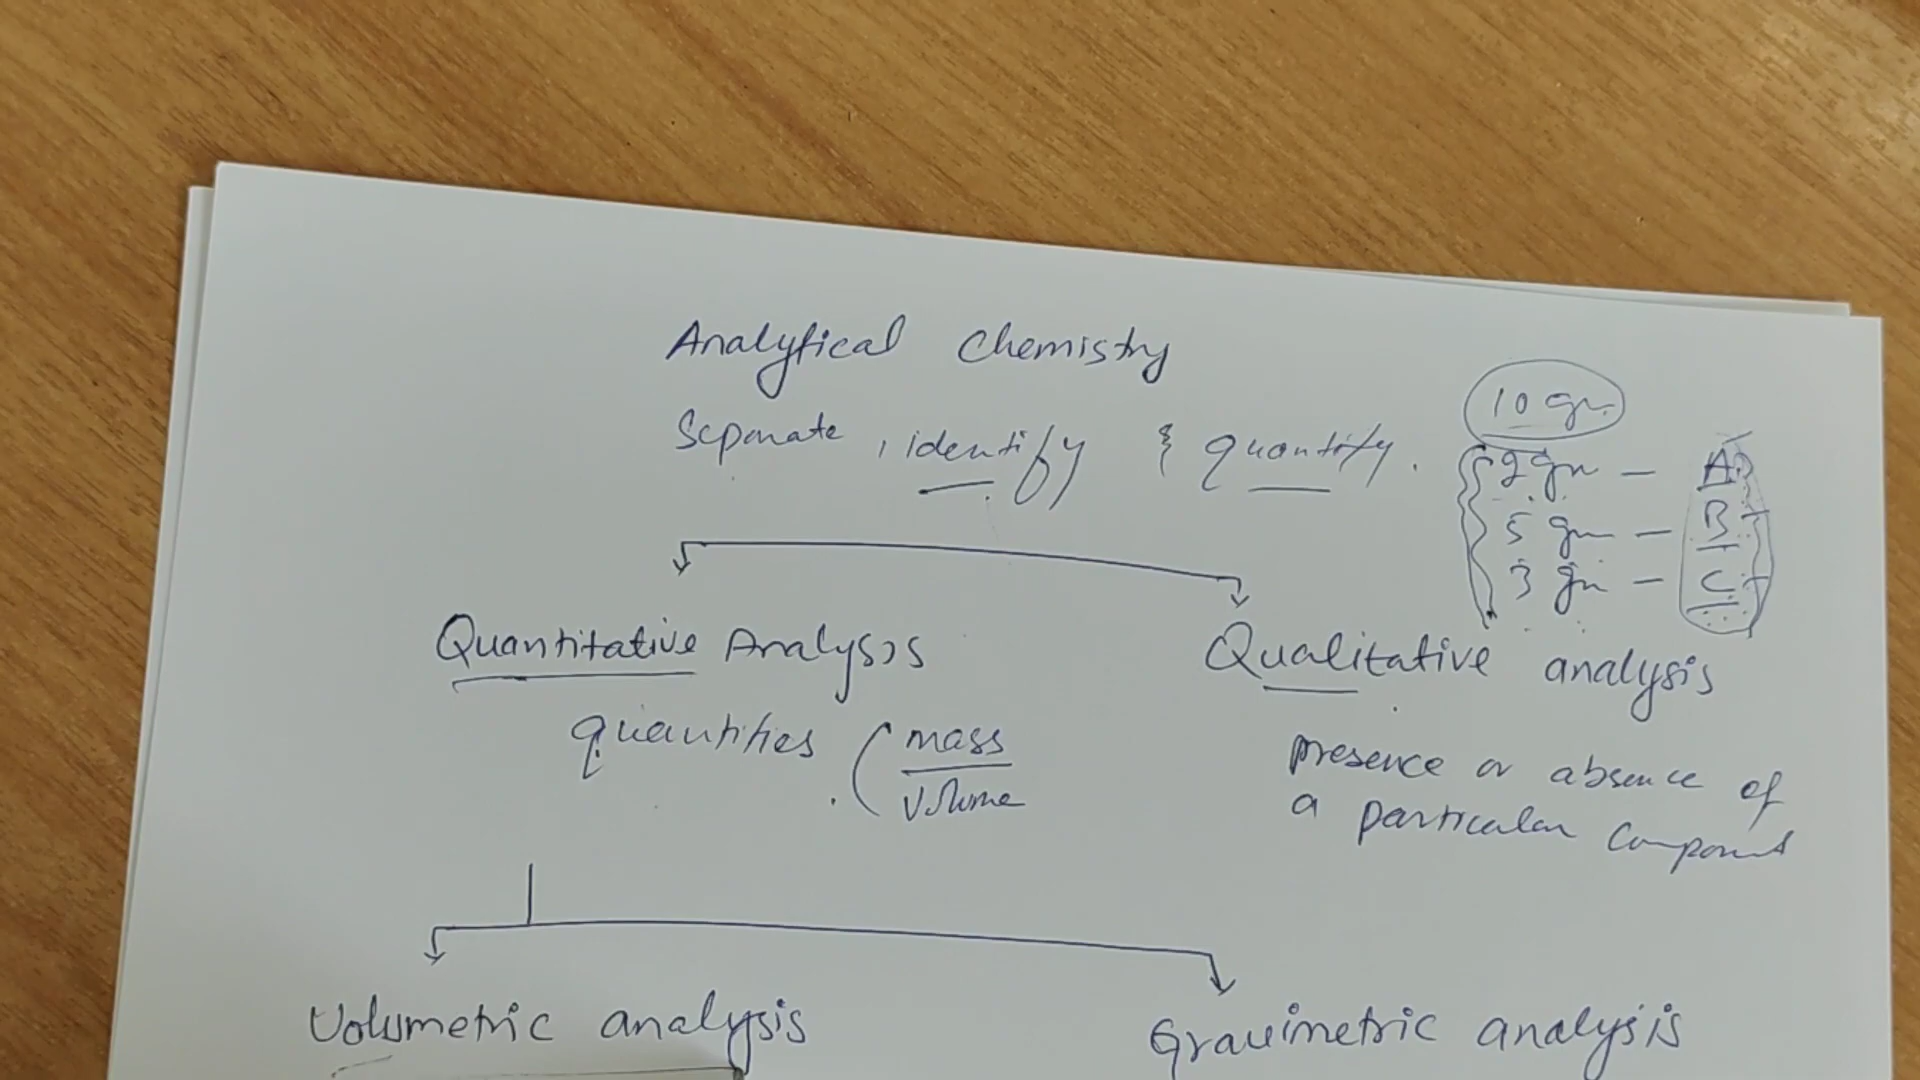 Analytical Chemistry
Separate, identify & quantify.
10 gm
2 gm - A
5 gm - B
3 gm - C
Quantitative Analysis
Qualitative analysis
quantities. (mass
volume
presence or absence of
a particular component
Volumetric analysis
Gravimetric analysis